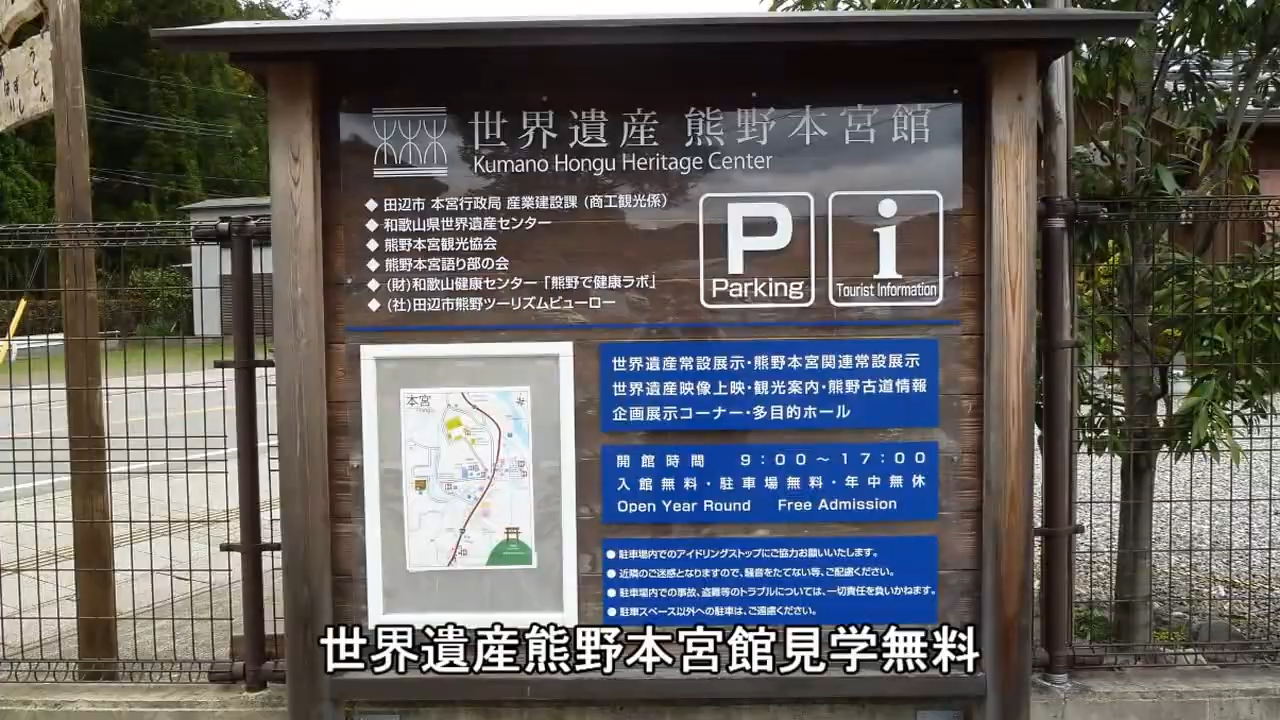 うどん
すし
世界遺産 熊野本宮館
Kumano Hongu Heritage Center
◆ 田辺市 本宮行政局 産業建設課（商工観光係）
◆ 和歌山県世界遺産センター
◆ 熊野本宮観光協会
◆ 熊野本宮語り部の会
◆ (財)和歌山健康センター「熊野で健康ラボ」
◆ (社)田辺市熊野ツーリズムビューロー
P
Parking
i
Tourist Information
本宮
世界遺産常設展示・熊野本宮関連常設展示
世界遺産映像上映・観光案内・熊野古道情報
企画展示コーナー・多目的ホール
開館時間 9：00～17：00
入館無料・駐車場無料・年中無休
Open Year Round Free Admission
● 駐車場内でのアイドリングストップにご協力お願いいたします。
● 近隣のご迷惑となりますので、騒音をたてない等、ご配慮ください。
● 駐車場内での事故、盗難等のトラブルについては、一切責任を負いかねます。
● 駐車スペース以外への駐車は、ご遠慮ください。
世界遺産熊野本宮館見学無料